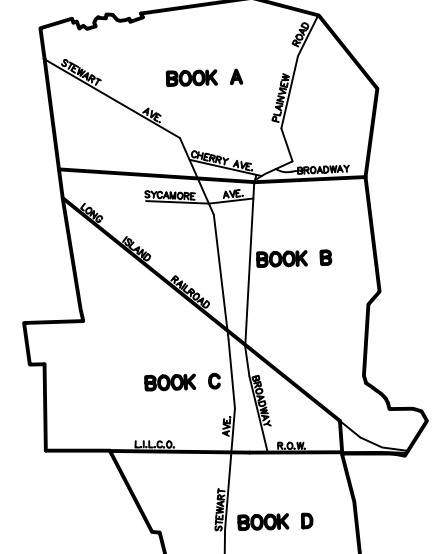 ROAD
STEWART
BOOK A
PLAINVIEW
AVE.
CHERRY AVE.
BROADWAY
SYCAMORE AVE.
LONG
ISLAND
BOOK B
RAILROAD
BOOK C
BROADWAY
AVE.
L.I.L.C.O. R.O.W.
STEWART
BOOK D